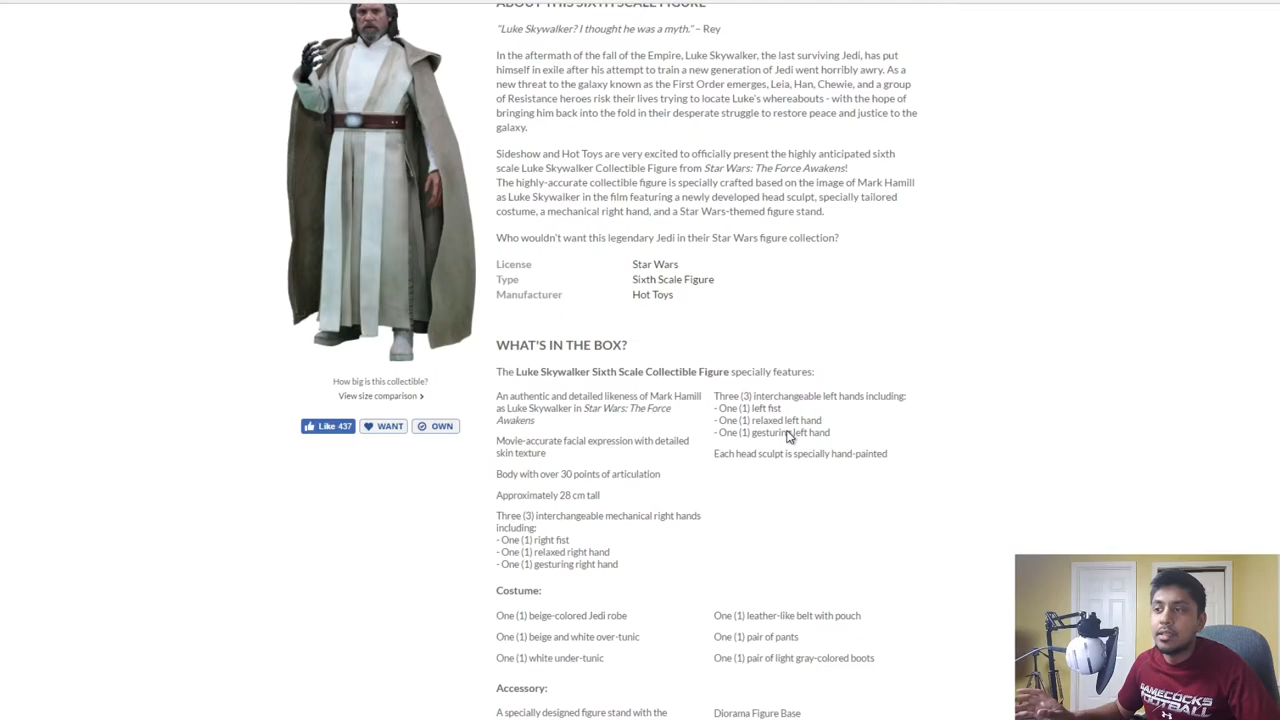 ABOUT THIS SIXTH SCALE FIGURE
"Luke Skywalker? I thought he was a myth." – Rey
In the aftermath of the fall of the Empire, Luke Skywalker, the last surviving Jedi, has put
himself in exile after his attempt to train a new generation of Jedi went horribly awry. As a
new threat to the galaxy known as the First Order emerges, Leia, Han, Chewie, and a group
of Resistance heroes risk their lives trying to locate Luke's whereabouts - with the hope of
bringing him back into the fold in their desperate struggle to restore peace and justice to the
galaxy.
Sideshow and Hot Toys are very excited to officially present the highly anticipated sixth
scale Luke Skywalker Collectible Figure from Star Wars: The Force Awakens!
The highly-accurate collectible figure is specially crafted based on the image of Mark Hamill
as Luke Skywalker in the film featuring a newly developed head sculpt, specially tailored
costume, a mechanical right hand, and a Star Wars-themed figure stand.
Who wouldn't want this legendary Jedi in their Star Wars figure collection?
License Star Wars
Type Sixth Scale Figure
Manufacturer Hot Toys
How big is this collectible?
View size comparison
Like 437 WANT OWN
WHAT'S IN THE BOX?
The Luke Skywalker Sixth Scale Collectible Figure specially features:
An authentic and detailed likeness of Mark Hamill
as Luke Skywalker in Star Wars: The Force
Awakens
Movie-accurate facial expression with detailed
skin texture
Body with over 30 points of articulation
Approximately 28 cm tall
Three (3) interchangeable mechanical right hands
including:
- One (1) right fist
- One (1) relaxed right hand
- One (1) gesturing right hand
Three (3) interchangeable left hands including:
- One (1) left fist
- One (1) relaxed left hand
- One (1) gesturing left hand
Each head sculpt is specially hand-painted
Costume:
One (1) beige-colored Jedi robe
One (1) beige and white over-tunic
One (1) white under-tunic
One (1) leather-like belt with pouch
One (1) pair of pants
One (1) pair of light gray-colored boots
Accessory:
A specially designed figure stand with the
Diorama Figure Base
GAMECOCKS
FOOTBALL